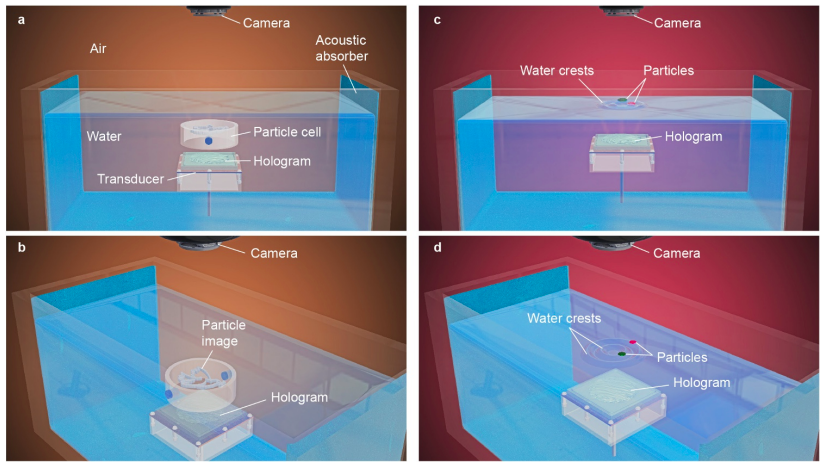 a
Camera
Air
Acoustic
absorber
Water
Particle cell
Hologram
Transducer
b
Camera
Particle
image
Hologram
c
Camera
Water crests
Particles
Hologram
d
Camera
Water crests
Particles
Hologram